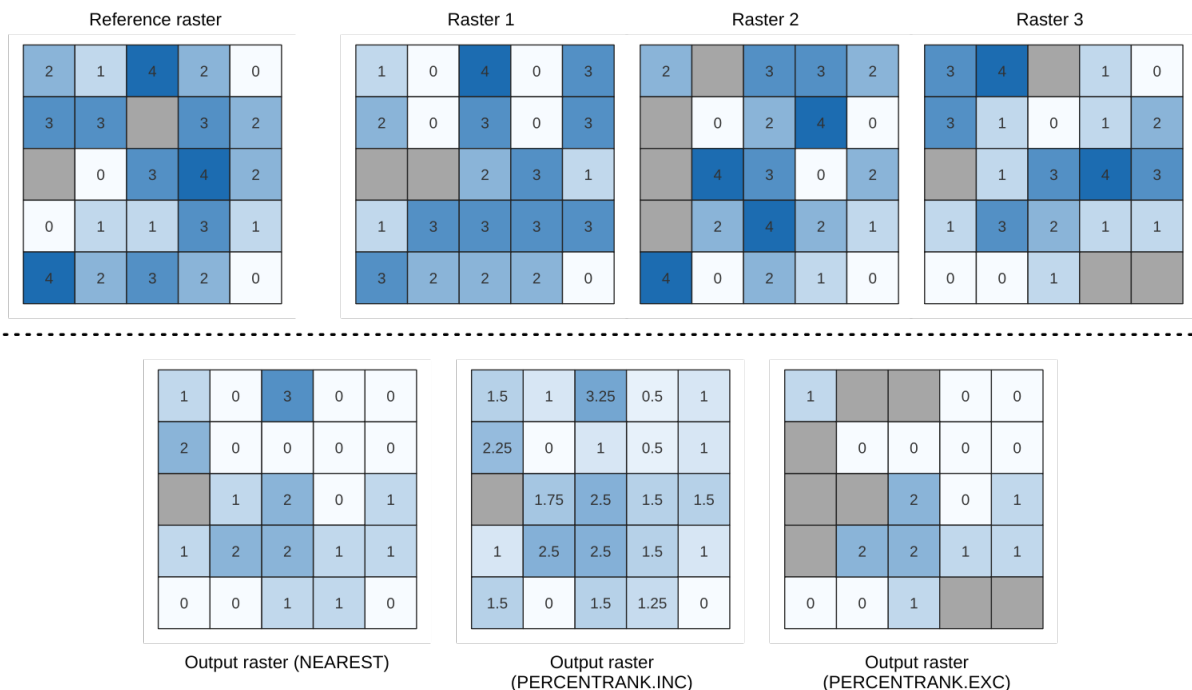 Reference raster Raster 1 Raster 2 Raster 3
2 1 4 2 0 1 0 4 0 3 2 3 3 2 3 4 1 0
3 3 3 2 2 0 3 0 3 0 2 4 0 3 1 0 1 2
0 3 4 2 2 3 1 4 3 0 2 1 3 4 3
0 1 1 3 1 1 3 3 3 3 2 4 2 1 1 3 2 1 1
4 2 3 2 0 3 2 2 2 0 4 0 2 1 0 0 0 1
1 0 3 0 0 1.5 1 3.25 0.5 1 1 0 0
2 0 0 0 0 2.25 0 1 0.5 1 0 0 0 0
1 2 0 1 1.75 2.5 1.5 1.5 2 0 1
1 2 2 1 1 1 2.5 2.5 1.5 1 2 2 1 1
0 0 1 1 0 1.5 0 1.5 1.25 0 0 0 1
Output raster (NEAREST) Output raster Output raster
(PERCENTRANK.INC) (PERCENTRANK.EXC)